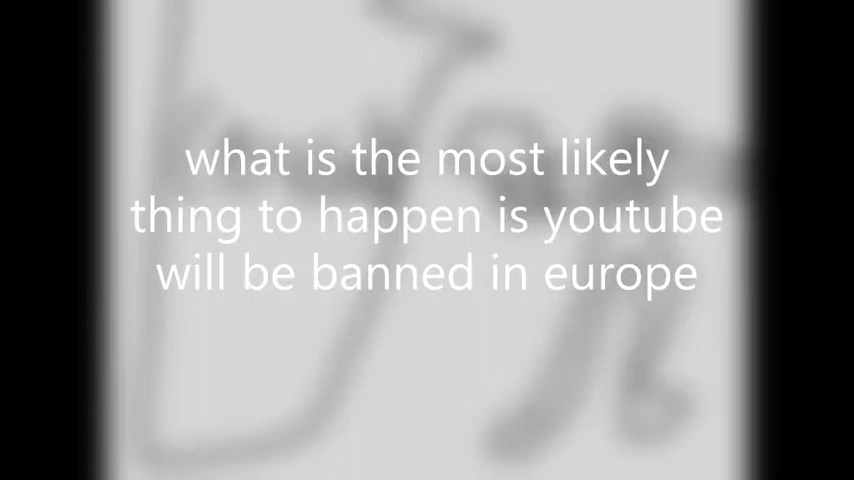 what is the most likely
thing to happen is youtube
will be banned in europe